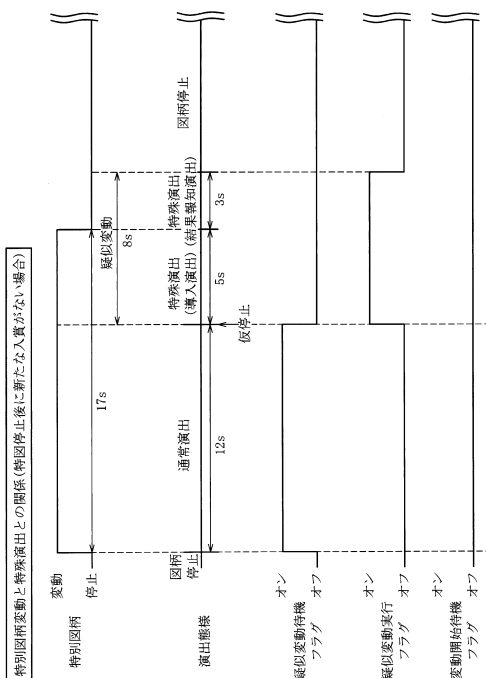 特別図柄変動と特殊演出との関係(特図停止後に新たな入賞がない場合)
特別図柄
変動
停止
17s
疑似変動
8s
演出態様
図柄
停止
通常演出
12s
仮停止
特殊演出
(導入演出)
5s
特殊演出
(結果報知演出)
3s
図柄停止
疑似変動待機
フラグ
オン
オフ
疑似変動実行
フラグ
オン
オフ
変動開始待機
フラグ
オン
オフ